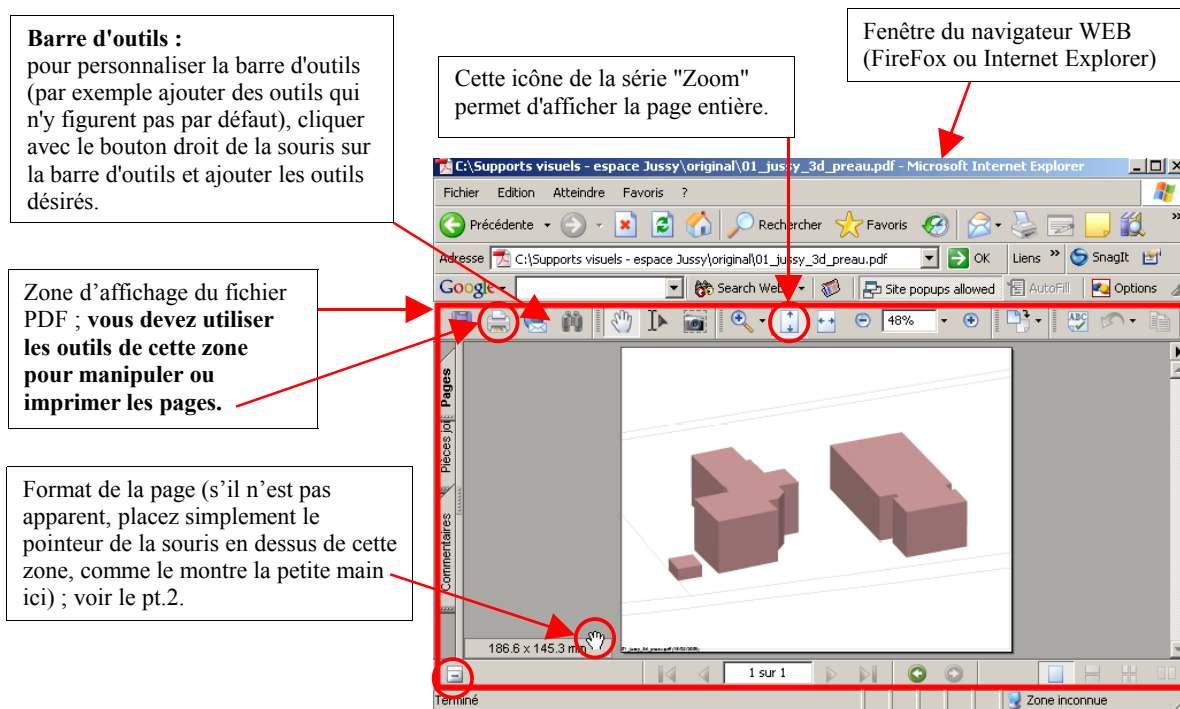 Barre d'outils :
pour personnaliser la barre d'outils
(par exemple ajouter des outils qui
n'y figurent pas par défaut), cliquer
avec le bouton droit de la souris sur
la barre d'outils et ajouter les outils
désirés.
Cette icône de la série "Zoom"
permet d'afficher la page entière.
Fenêtre du navigateur WEB
(FireFox ou Internet Explorer)
Zone d’affichage du fichier
PDF ; vous devez utiliser
les outils de cette zone
pour manipuler ou
imprimer les pages.
Format de la page (s’il n’est pas
apparent, placez simplement le
pointeur de la souris en dessus de cette
zone, comme le montre la petite main
ici) ; voir le pt.2.
C:\Supports visuels - espace Jussy\original\01_jussy_3d_preau.pdf - Microsoft Internet Explorer
Fichier Edition Atteindre Favoris ?
Précédente Rechercher Favoris »
Adresse C:\Supports visuels - espace Jussy\original\01_jussy_3d_preau.pdf OK Liens » SnagIt
Google Search Web Site popups allowed AutoFill Options
48% ABC
Pages
Pièces joi
Commentaires
186.6 x 145.3 mm
1 sur 1
Terminé Zone inconnue